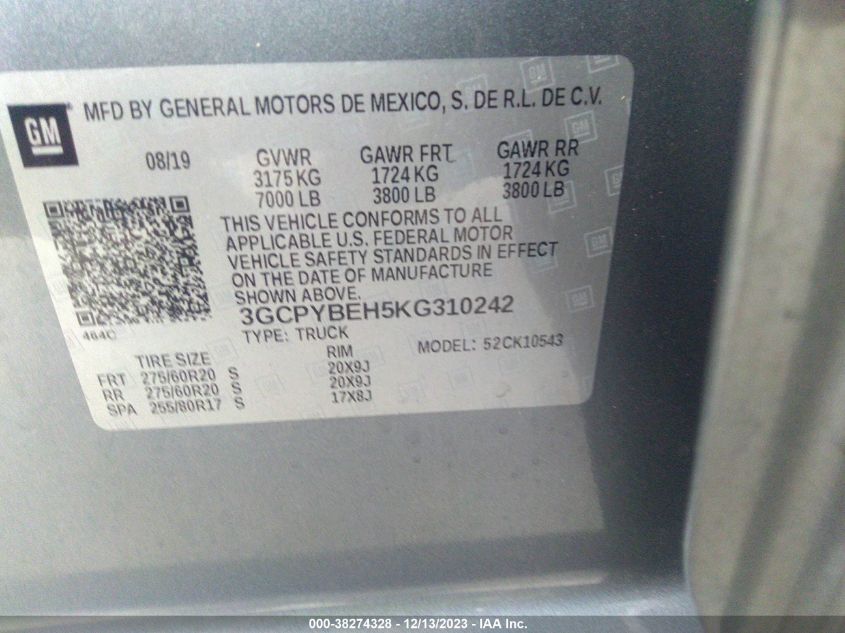 GM
MFD BY GENERAL MOTORS DE MEXICO, S. DE R.L. DE C.V.
08/19 GVWR GAWR FRT GAWR RR
3175 KG 1724 KG 1724 KG
7000 LB 3800 LB 3800 LB
THIS VEHICLE CONFORMS TO ALL
APPLICABLE U.S. FEDERAL MOTOR
VEHICLE SAFETY STANDARDS IN EFFECT
ON THE DATE OF MANUFACTURE
SHOWN ABOVE.
3GCPYBEH5KG310242
464C
TYPE: TRUCK MODEL: 52CK10543
TIRE SIZE RIM
FRT 275/60R20 S 20X9J
RR 275/60R20 S 20X9J
SPA 255/80R17 S 17X8J
000-38274328 - 12/13/2023 - IAA Inc.